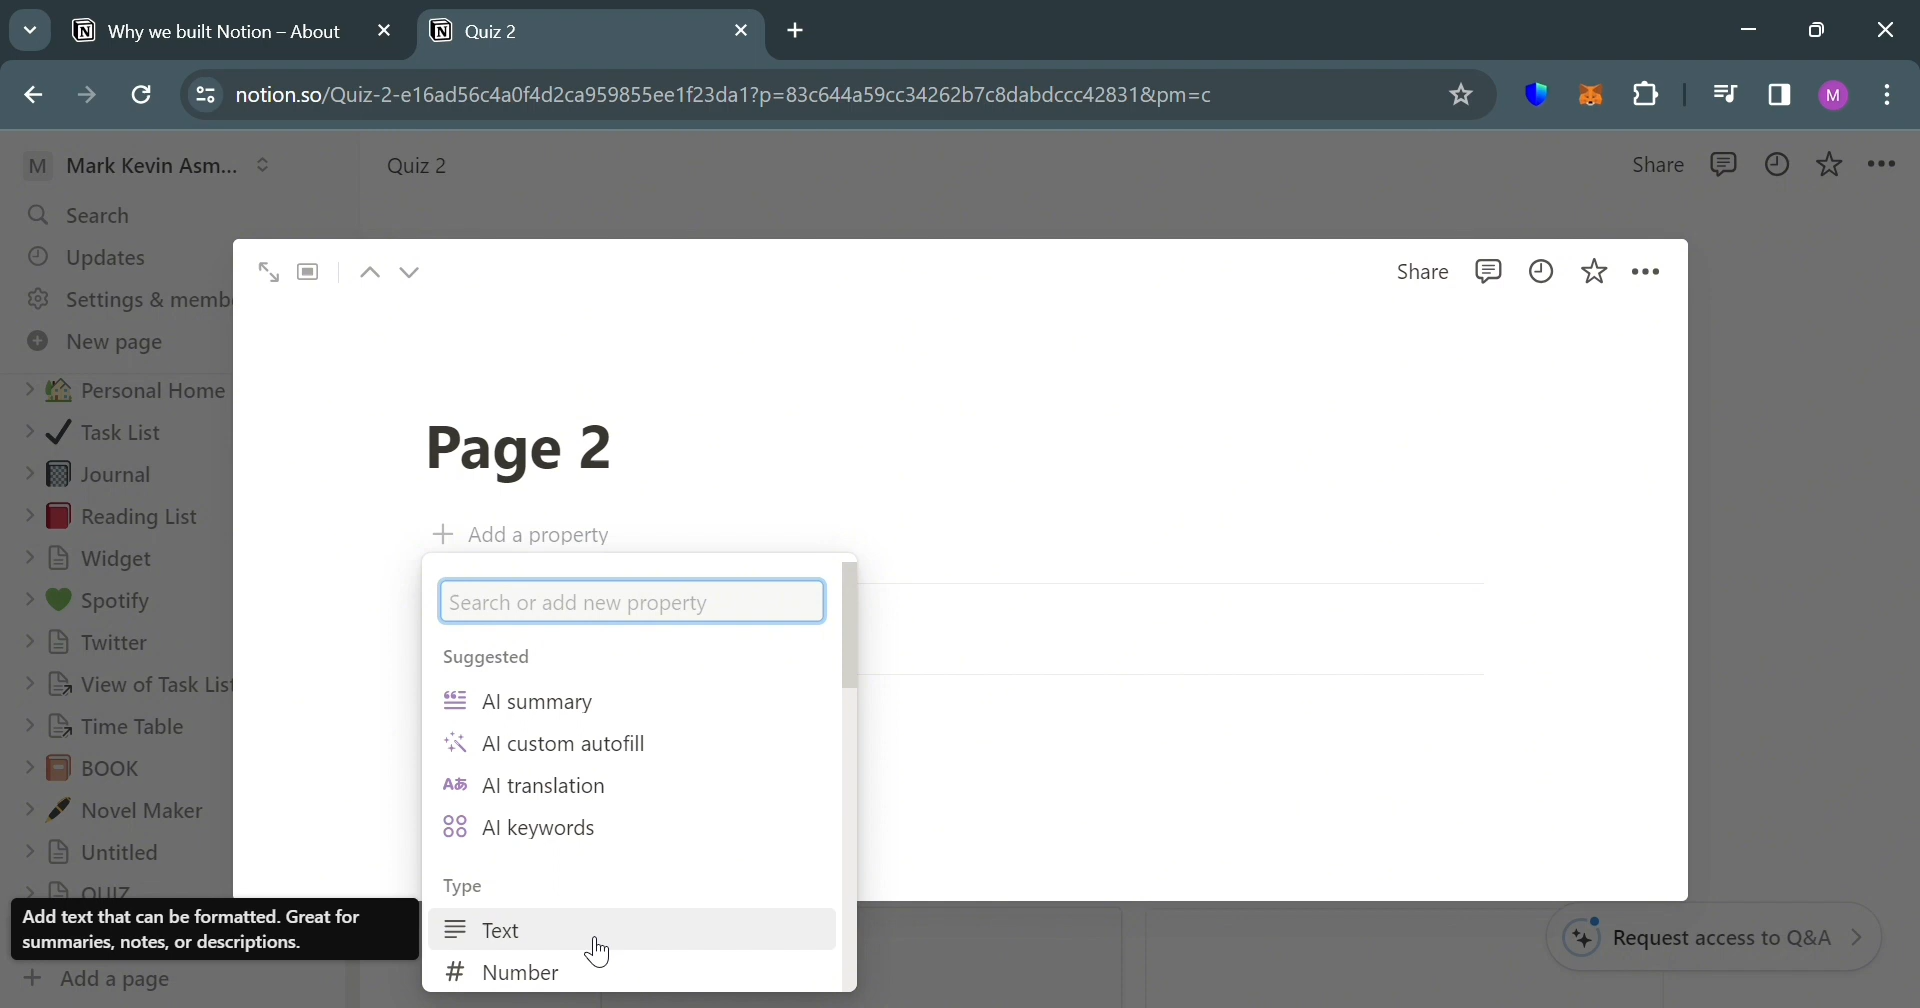 Why we built Notion – About
Quiz 2
notion.so/Quiz-2-e16ad56c4a0f4d2ca959855ee1f23da1?p=83c644a59cc34262b7c8dabdccc42831&pm=c
M
M Mark Kevin Asm...
Quiz 2
Share
Search
Updates
Settings & memb
New page
Personal Home
Task List
Journal
Reading List
Widget
Spotify
Twitter
View of Task List
Time Table
BOOK
Novel Maker
Untitled
QUIZ
Add text that can be formatted. Great for
summaries, notes, or descriptions.
Add a page
Share
Page 2
Add a property
Search or add new property
Suggested
AI summary
AI custom autofill
AI translation
AI keywords
Type
Text
Number
Request access to Q&A